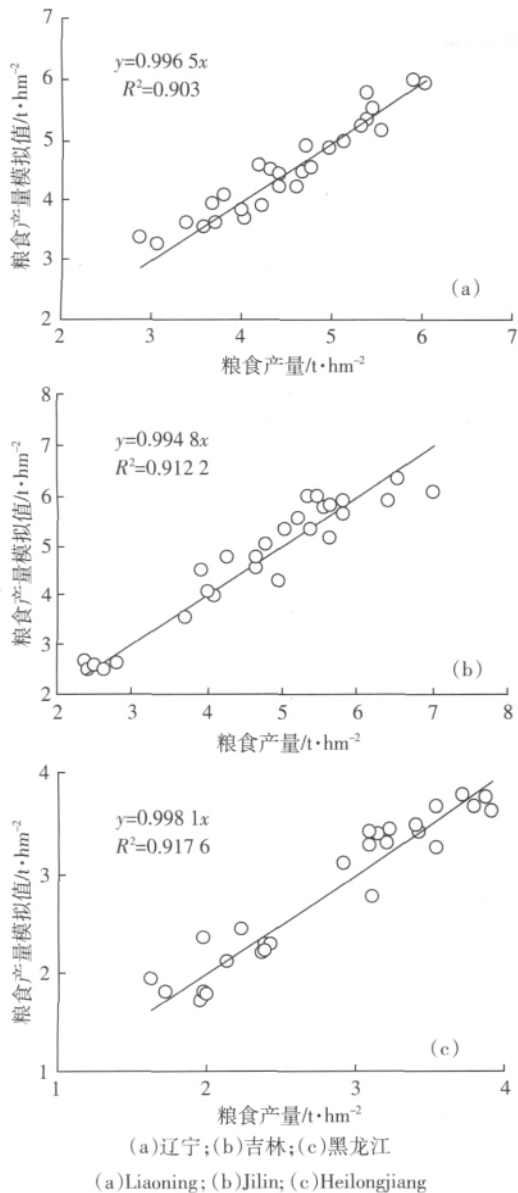 7
6
5
4
3
2
粮食产量模拟值/t·hm⁻²
y=0.996 5x
R²=0.903
(a)
2 3 4 5 6 7
粮食产量/t·hm⁻²
8
7
6
5
4
3
2
粮食产量模拟值/t·hm⁻²
y=0.994 8x
R²=0.912 2
(b)
2 3 4 5 6 7 8
粮食产量/t·hm⁻²
4
3
2
1
粮食产量模拟值/t·hm⁻²
y=0.998 1x
R²=0.917 6
(c)
1 2 3 4
粮食产量/t·hm⁻²
(a)辽宁;(b)吉林;(c)黑龙江
(a)Liaoning; (b)Jilin; (c)Heilongjiang